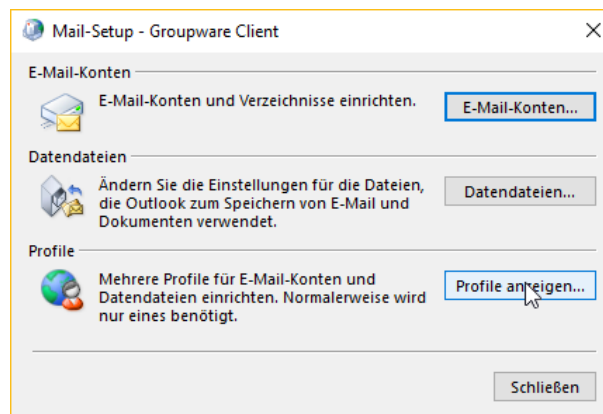 Mail-Setup - Groupware Client
E-Mail-Konten
E-Mail-Konten und Verzeichnisse einrichten.
E-Mail-Konten...
Datendateien
Ändern Sie die Einstellungen für die Dateien,
die Outlook zum Speichern von E-Mail und
Dokumenten verwendet.
Datendateien...
Profile
Mehrere Profile für E-Mail-Konten und
Datendateien einrichten. Normalerweise wird
nur eines benötigt.
Profile anzeigen...
Schließen